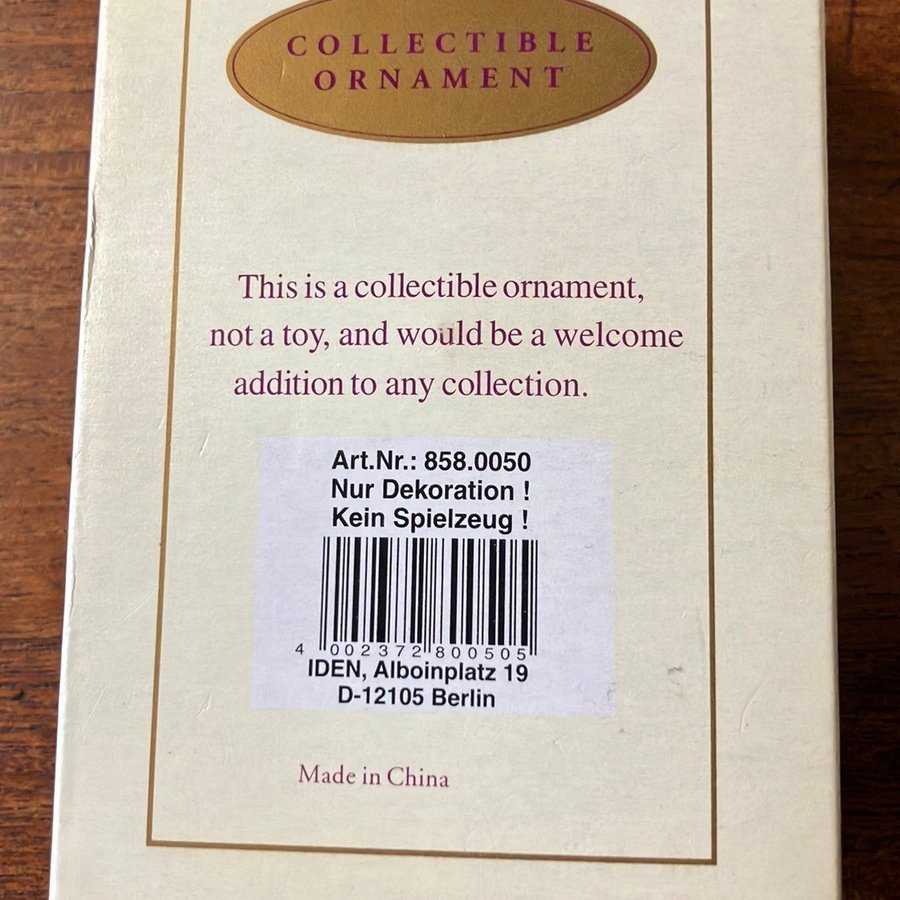 COLLECTIBLE
ORNAMENT
This is a collectible ornament,
not a toy, and would be a welcome
addition to any collection.
Art.Nr.: 858.0050
Nur Dekoration !
Kein Spielzeug !
4 002372 800505
IDEN, Alboinplatz 19
D-12105 Berlin
Made in China